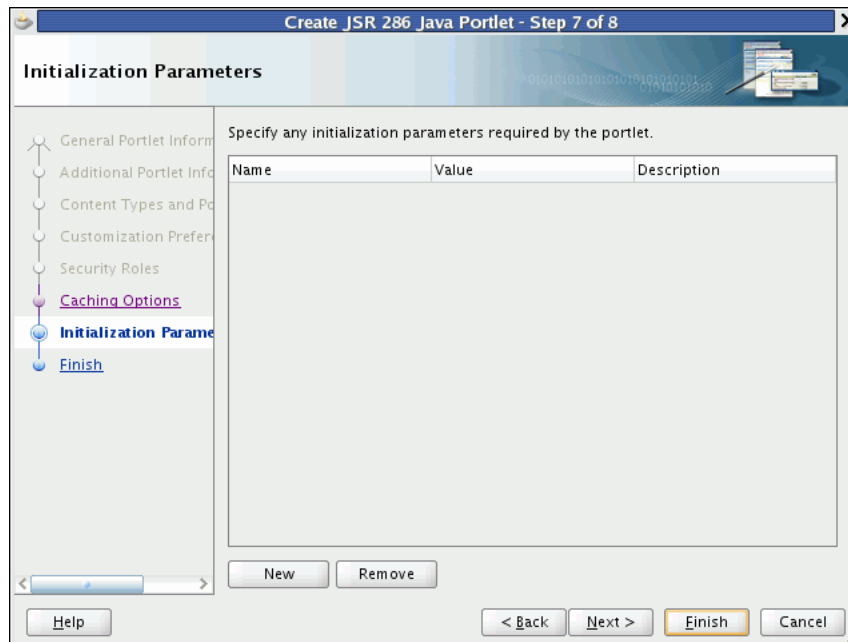 Create JSR 286 Java Portlet - Step 7 of 8
Initialization Parameters
General Portlet Inform
Additional Portlet Info
Content Types and Po
Customization Prefer
Security Roles
Caching Options
Initialization Parame
Finish
Specify any initialization parameters required by the portlet.
Name Value Description
New Remove
Help < Back Next > Finish Cancel